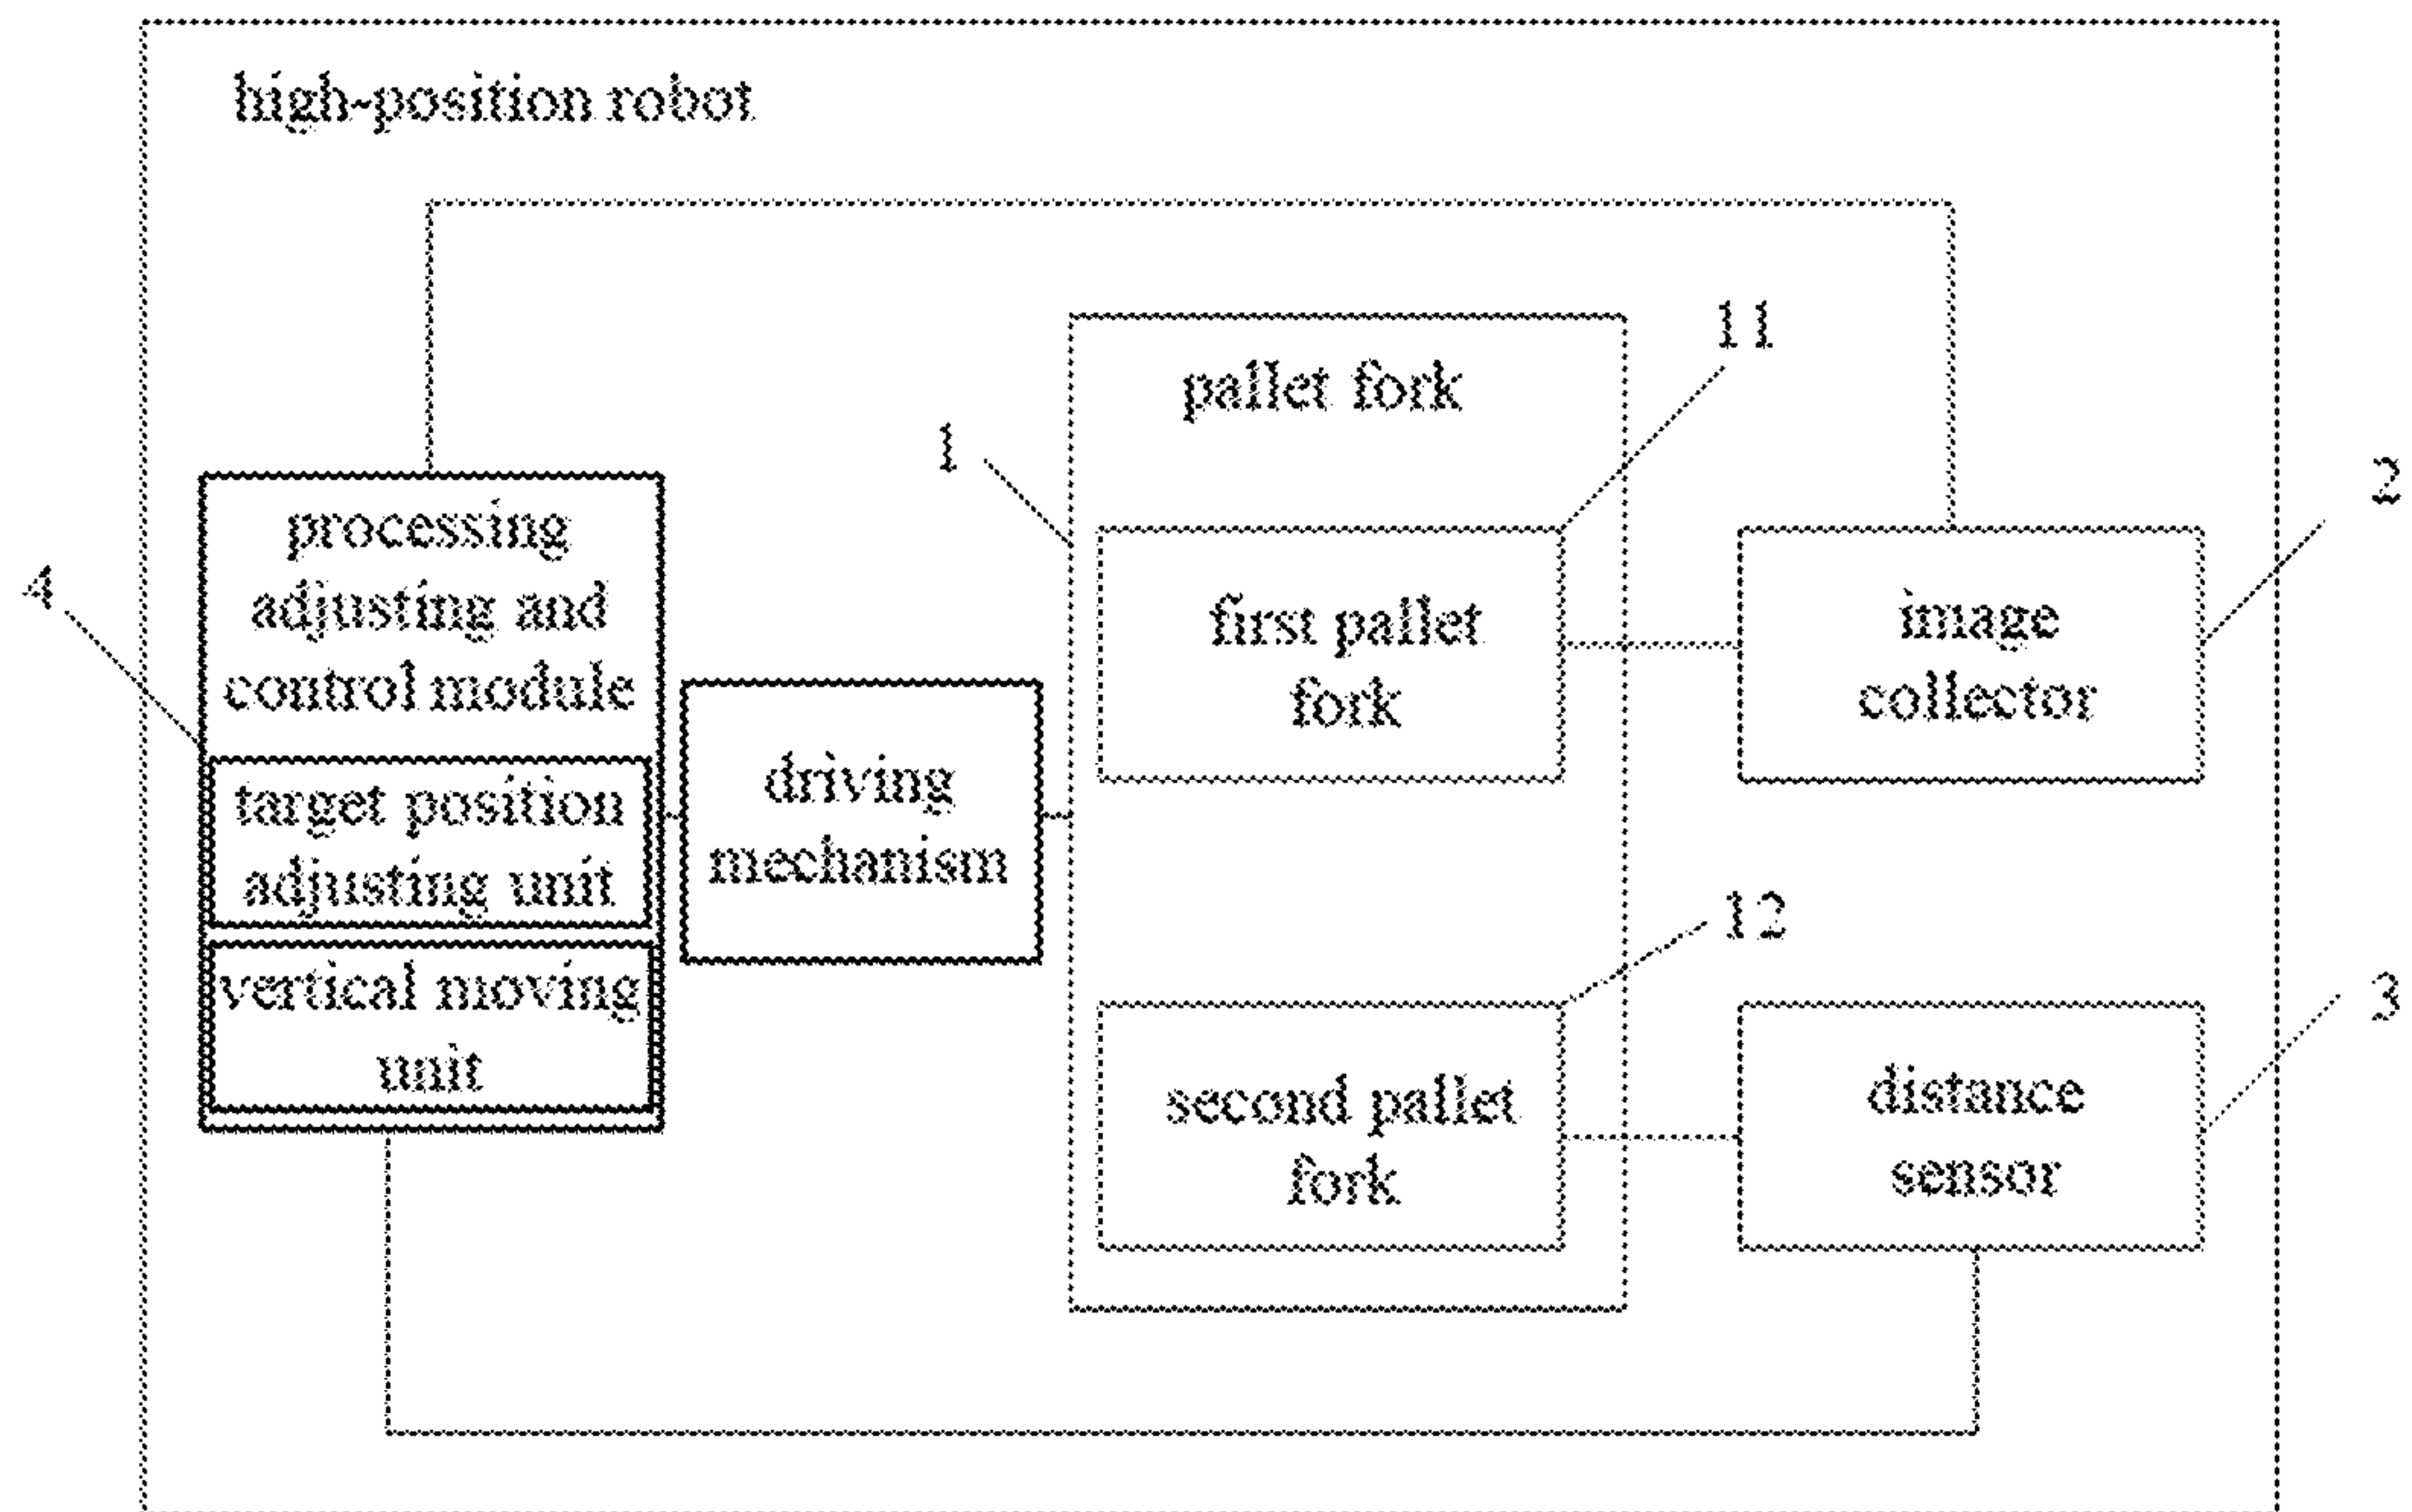 high-position robot
11
pallet fork
1
2
processing
adjusting and
control module
4
first pallet
fork
image
collector
target position
adjusting unit
driving
mechanism
12
vertical moving
unit
3
second pallet
fork
distance
sensor